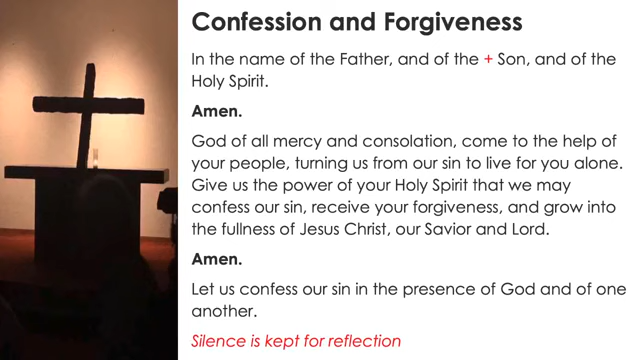 Confession and Forgiveness
In the name of the Father, and of the + Son, and of the
Holy Spirit.
Amen.
God of all mercy and consolation, come to the help of
your people, turning us from our sin to live for you alone.
Give us the power of your Holy Spirit that we may
confess our sin, receive your forgiveness, and grow into
the fullness of Jesus Christ, our Savior and Lord.
Amen.
Let us confess our sin in the presence of God and of one
another.
Silence is kept for reflection